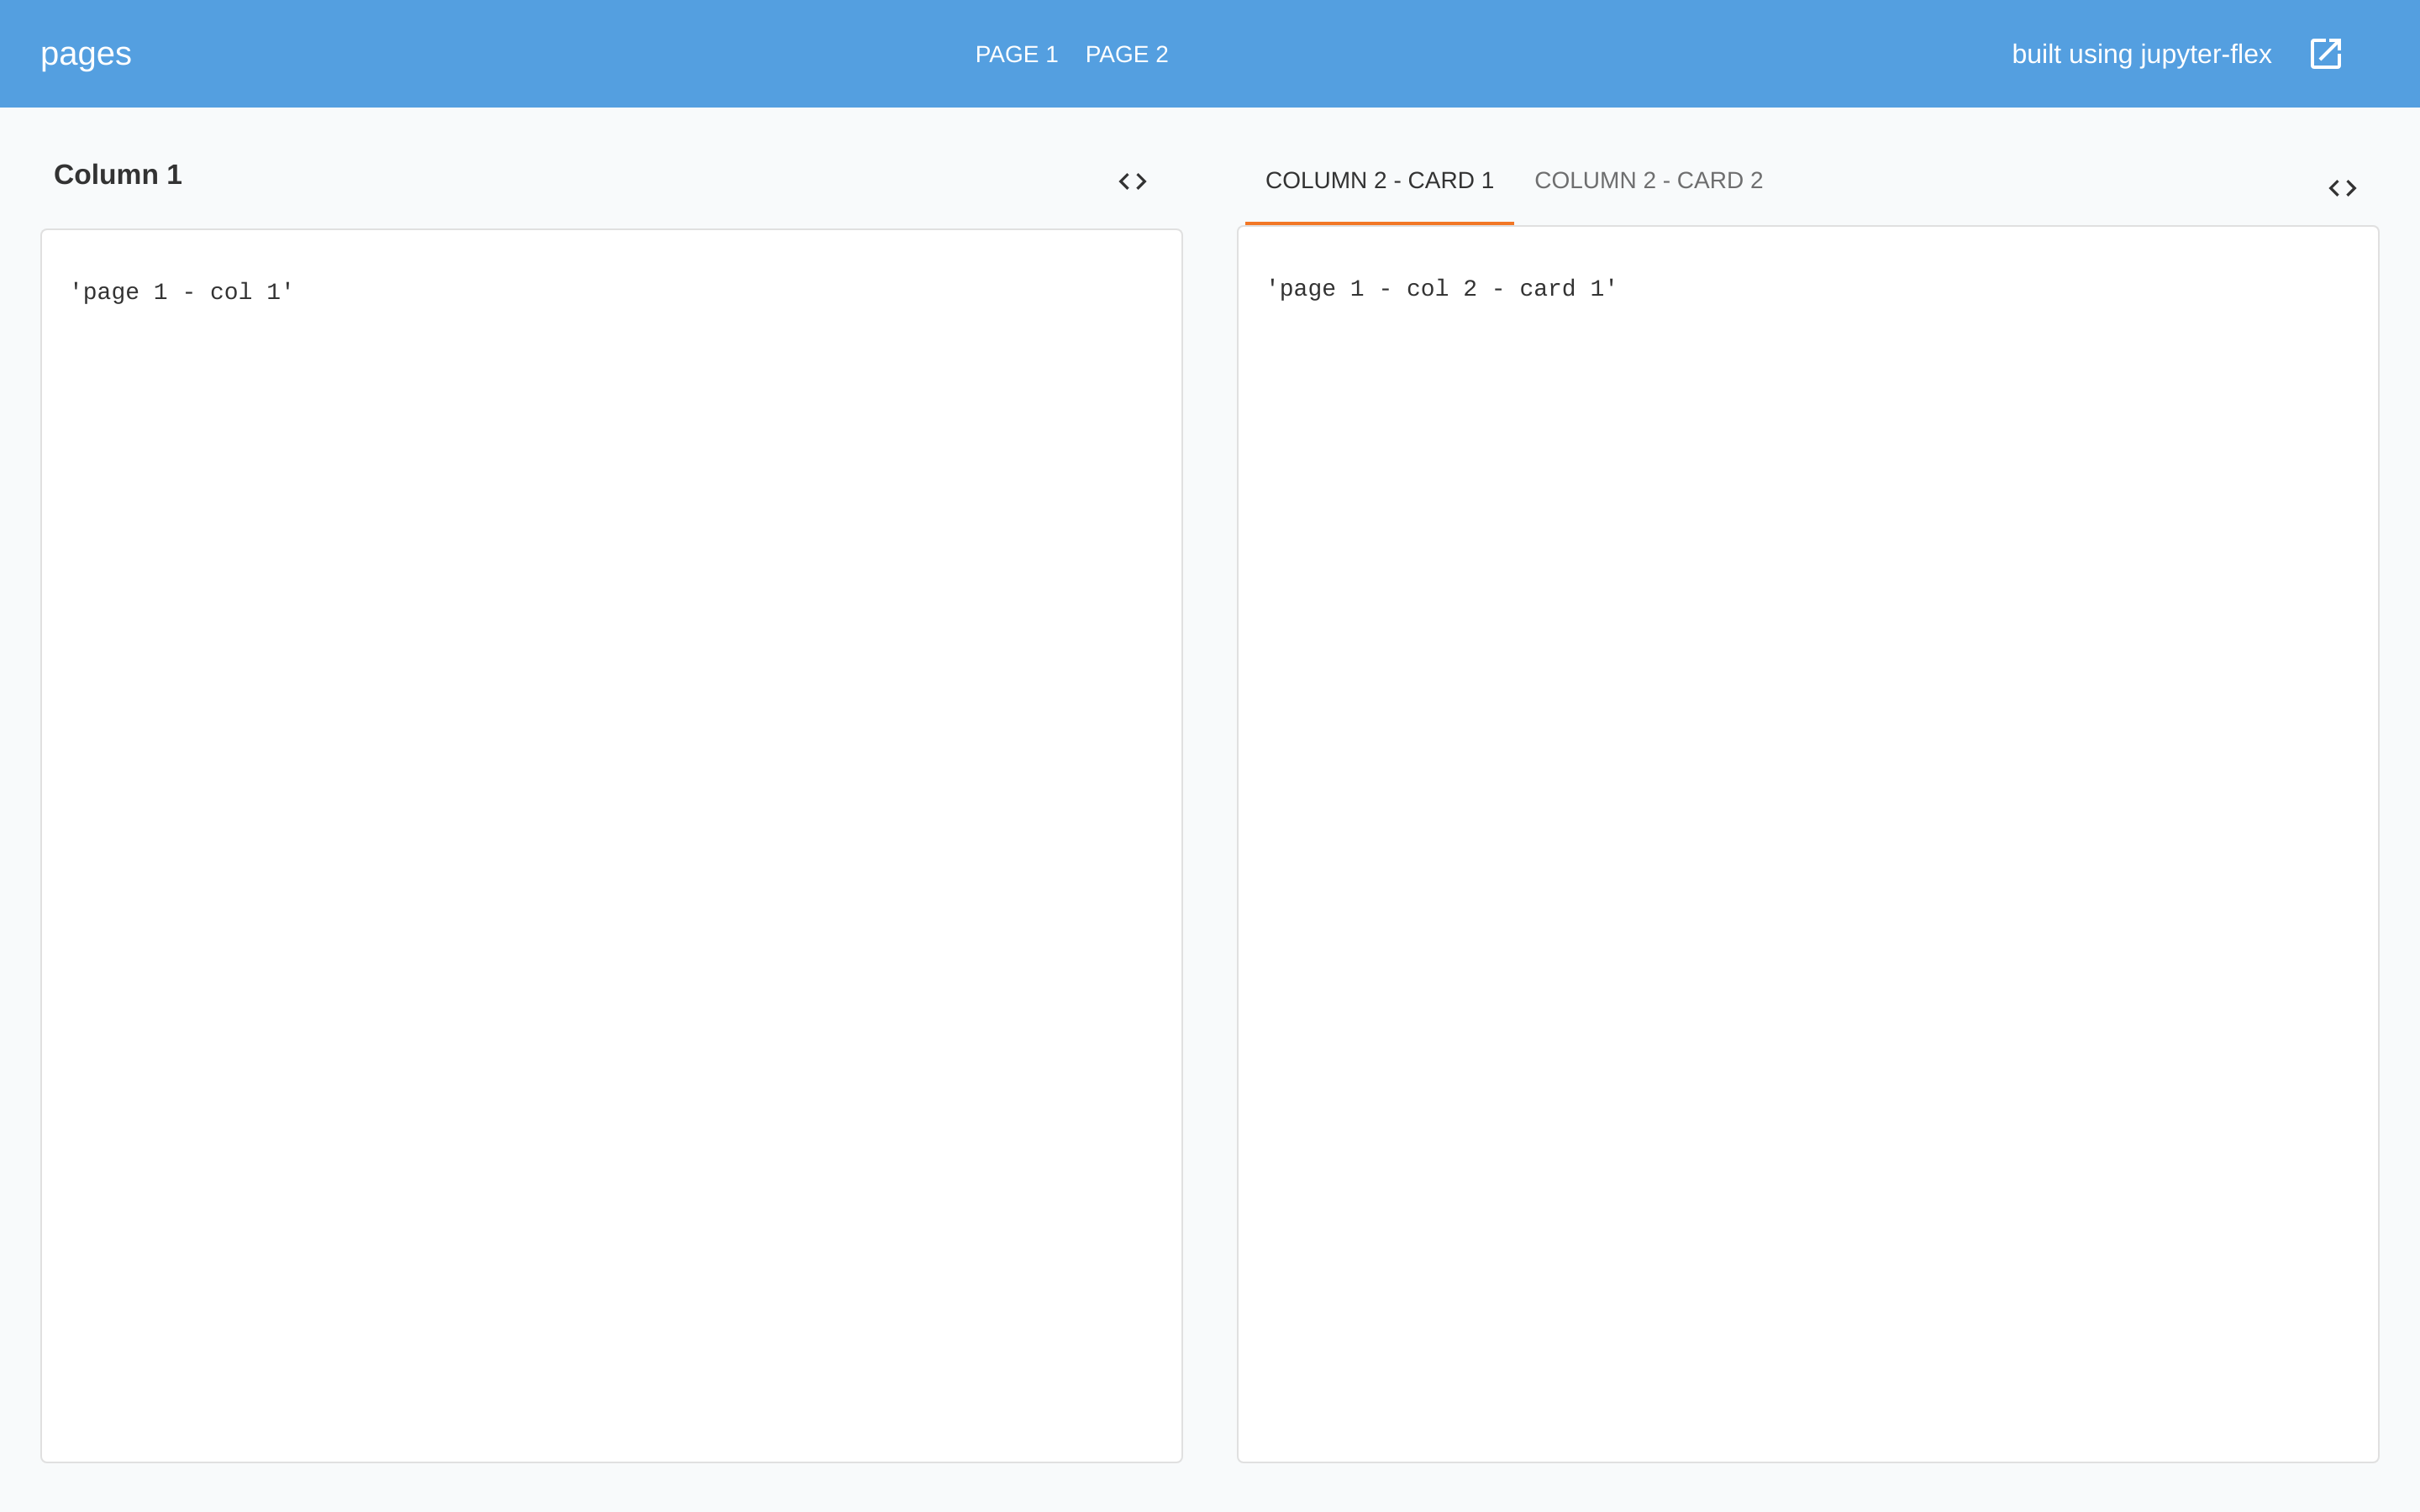 pages
PAGE 1 PAGE 2
built using jupyter-flex
Column 1
'page 1 - col 1'
COLUMN 2 - CARD 1 COLUMN 2 - CARD 2
'page 1 - col 2 - card 1'